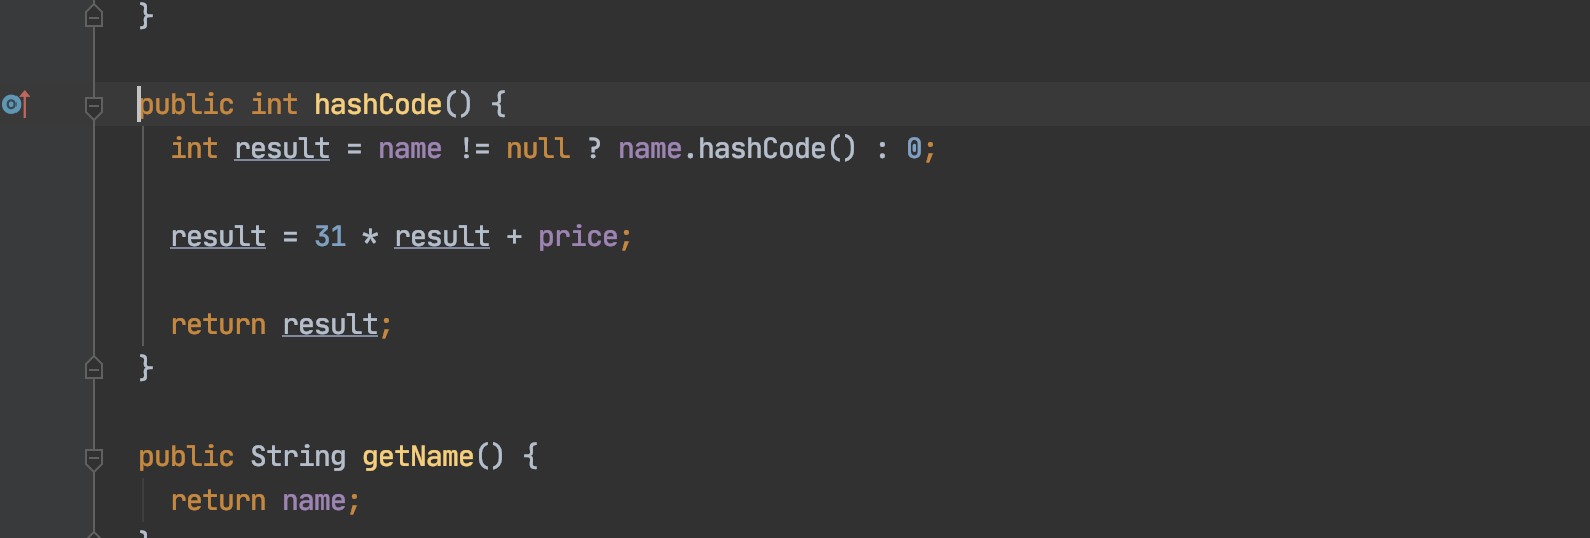 }
public int hashCode() {
int result = name != null ? name.hashCode() : 0;
result = 31 * result + price;
return result;
}
public String getName() {
return name;
}